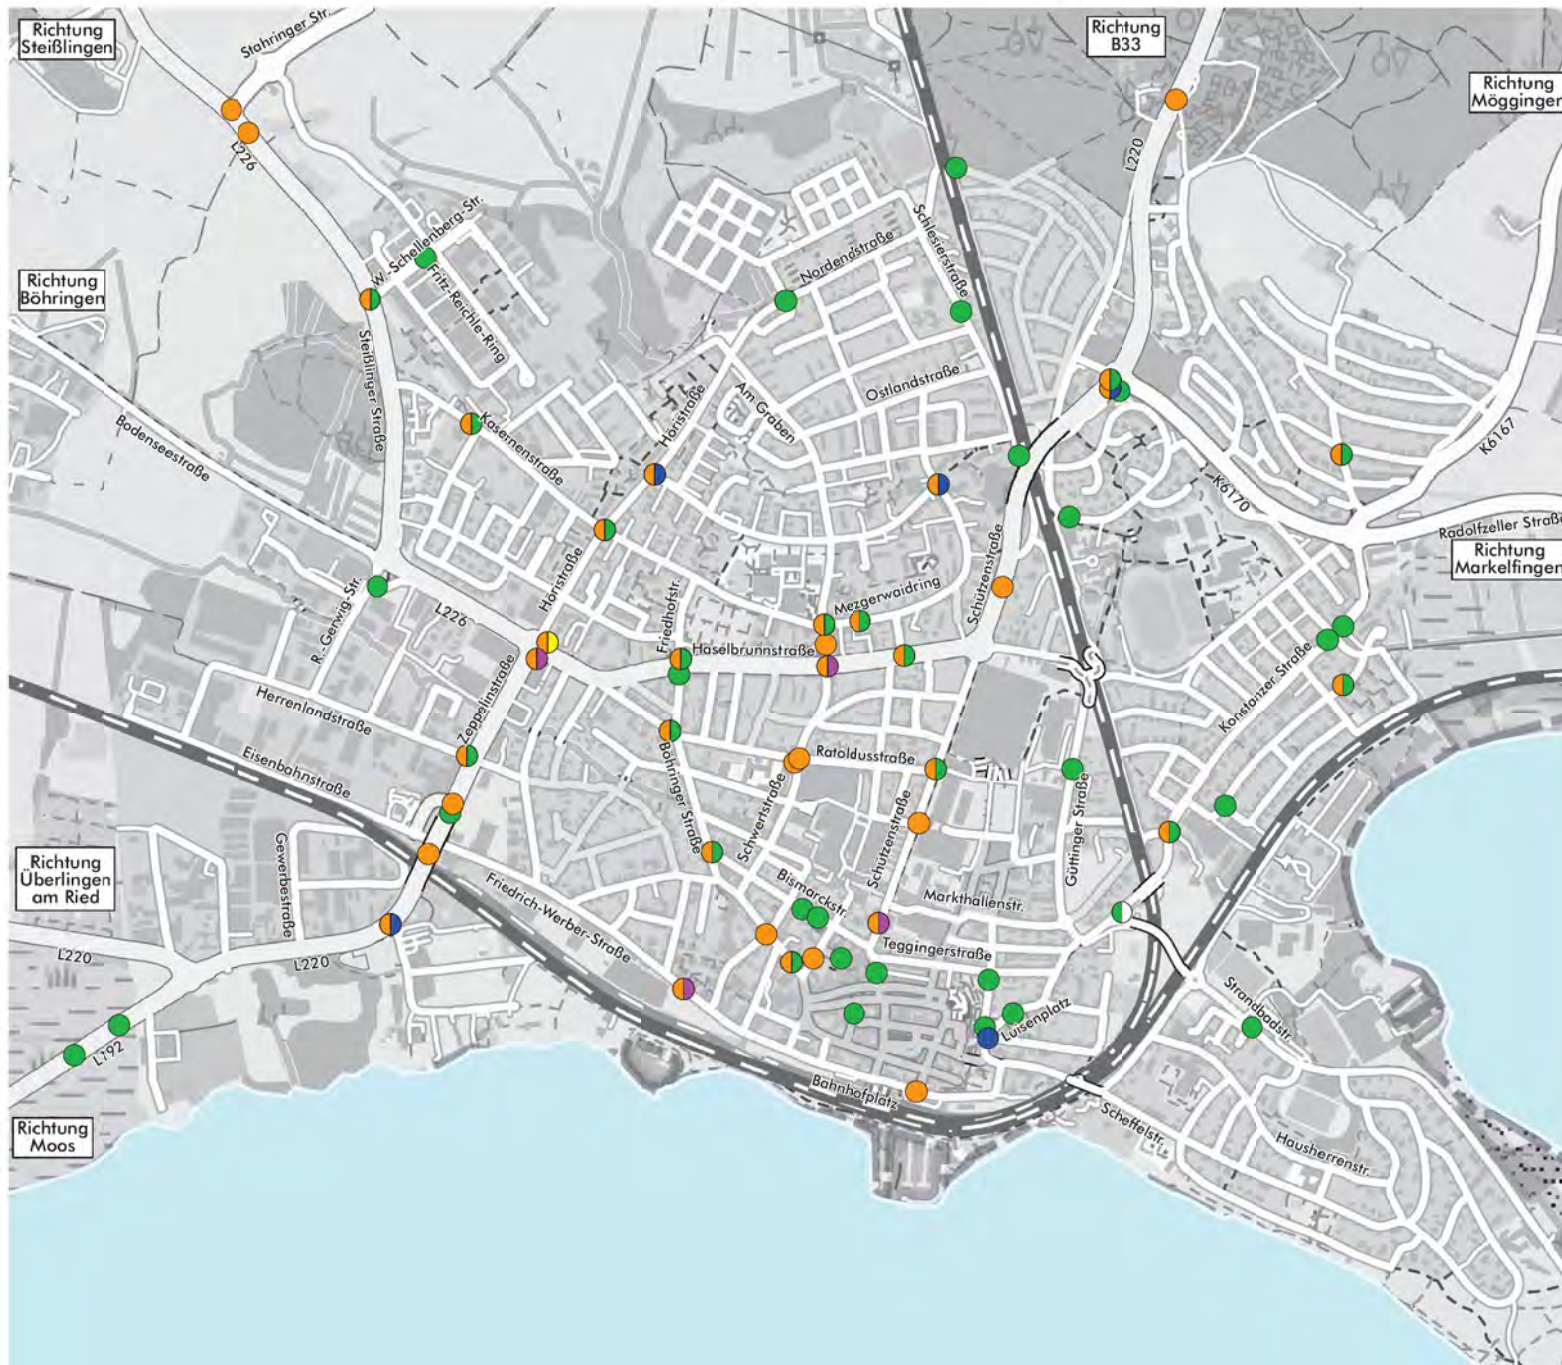 Richtung
Steißlingen
Stahringer Str.
Richtung
B33
Richtung
Möggingen
L226
L220
W.-Schellenberg-Str.
Fritz-Reichle-Ring
Nordendstraße
Schlesierstraße
Richtung
Böhringen
Steißlinger Straße
Ostlandstraße
Am Graben
Höristraße
Kasernenstraße
Bodenseestraße
K6167
K6170
Radolfzeller Straße
Richtung
Markelfingen
Höristraße
Friedhofstr.
Mezgerwaidring
Schützenstraße
R.-Gerwig-Str.
L226
Haselbrunnstraße
Konstanzer Straße
Herrenlandstraße
Zeppelinstraße
Eisenbahnstraße
Böhringer Straße
Ratoldusstraße
Schwertstraße
Schützenstraße
Güttinger Straße
Gewerbestraße
Richtung
Überlingen
am Ried
Friedrich-Werber-Straße
Bismarckstr.
Markthallenstr.
Teggingerstraße
L220
L220
Luisenplatz
Strandbadstr.
L192
Bahnhofplatz
Scheffelstr.
Hausherrenstr.
Richtung
Moos